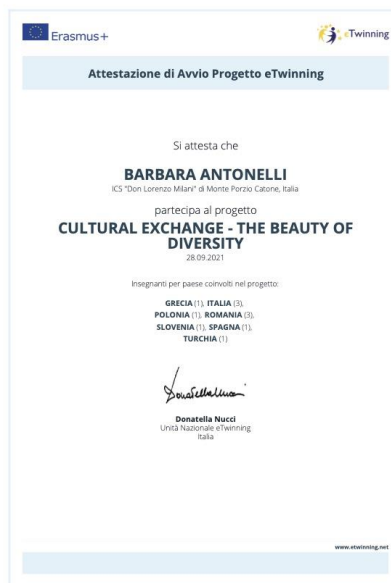 Erasmus+
eTwinning
Attestazione di Avvio Progetto eTwinning
Si attesta che
BARBARA ANTONELLI
ICS "Don Lorenzo Milani" di Monte Porzio Catone, Italia
partecipa al progetto
CULTURAL EXCHANGE - THE BEAUTY OF
DIVERSITY
28.09.2021
Insegnanti per paese coinvolti nel progetto:
GRECIA (1), ITALIA (3),
POLONIA (1), ROMANIA (3),
SLOVENIA (1), SPAGNA (1),
TURCHIA (1)
Donatella Nucci
Donatella Nucci
Unità Nazionale eTwinning
Italia
www.etwinning.net